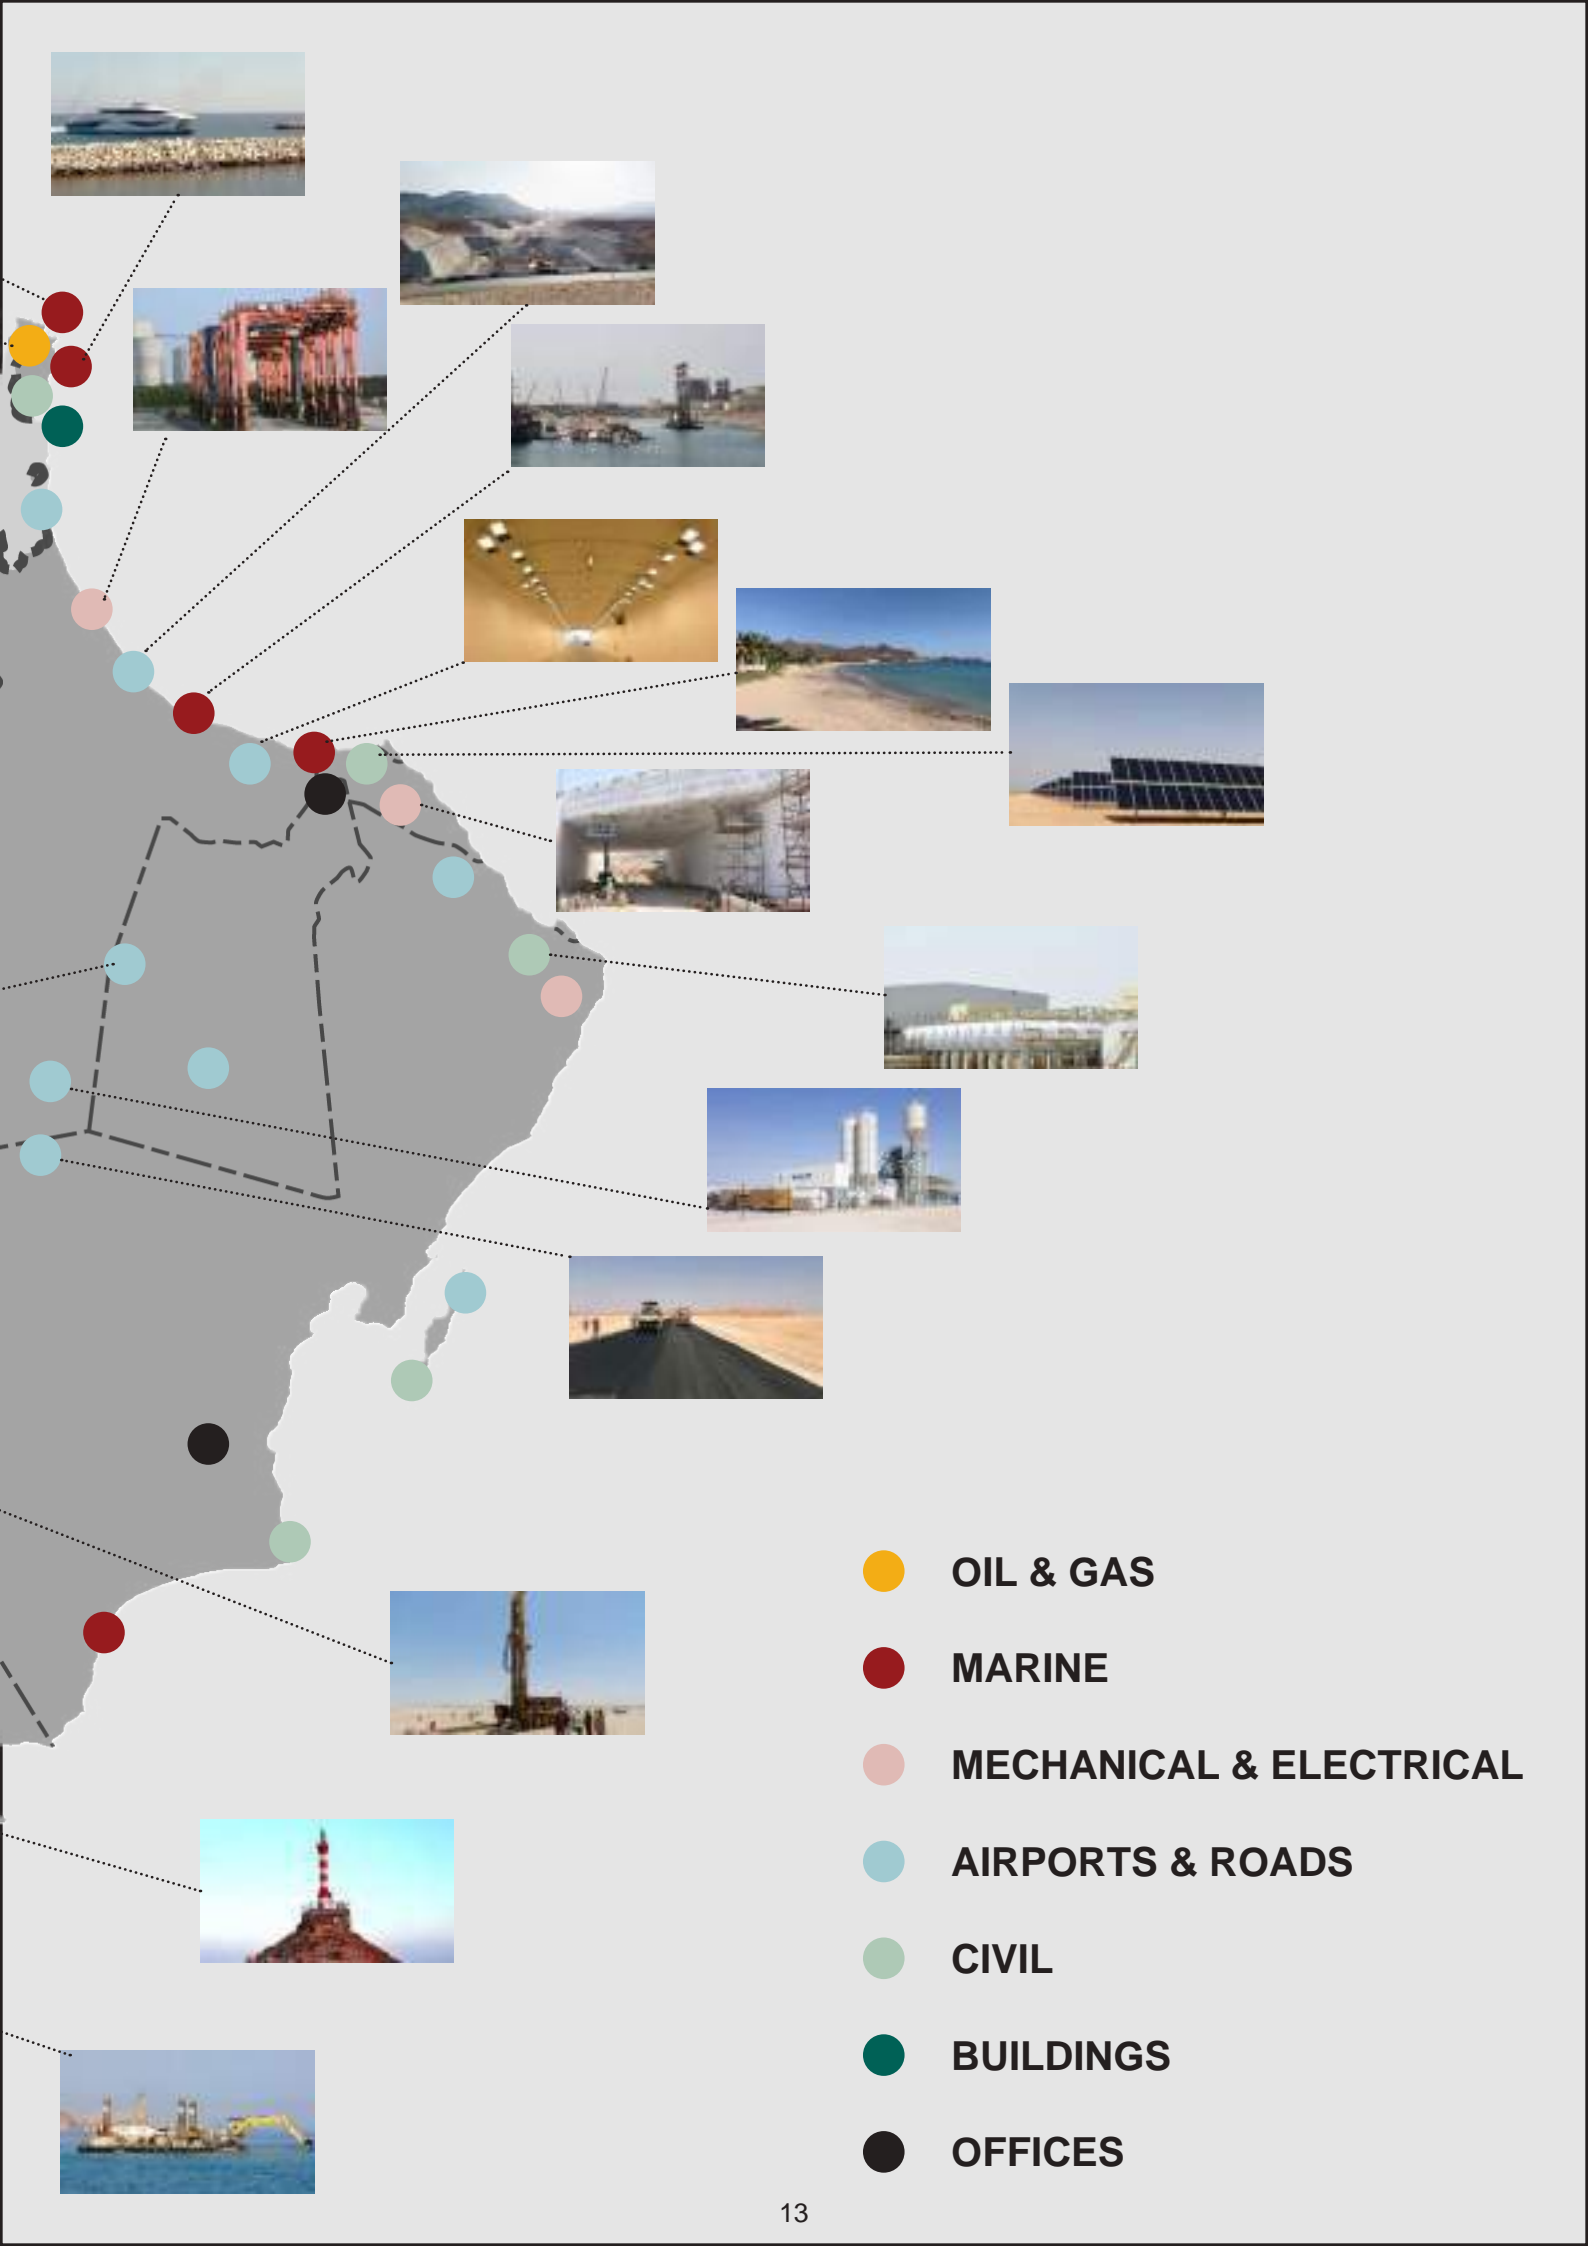 OIL & GAS
MARINE
MECHANICAL & ELECTRICAL
AIRPORTS & ROADS
CIVIL
BUILDINGS
OFFICES
13